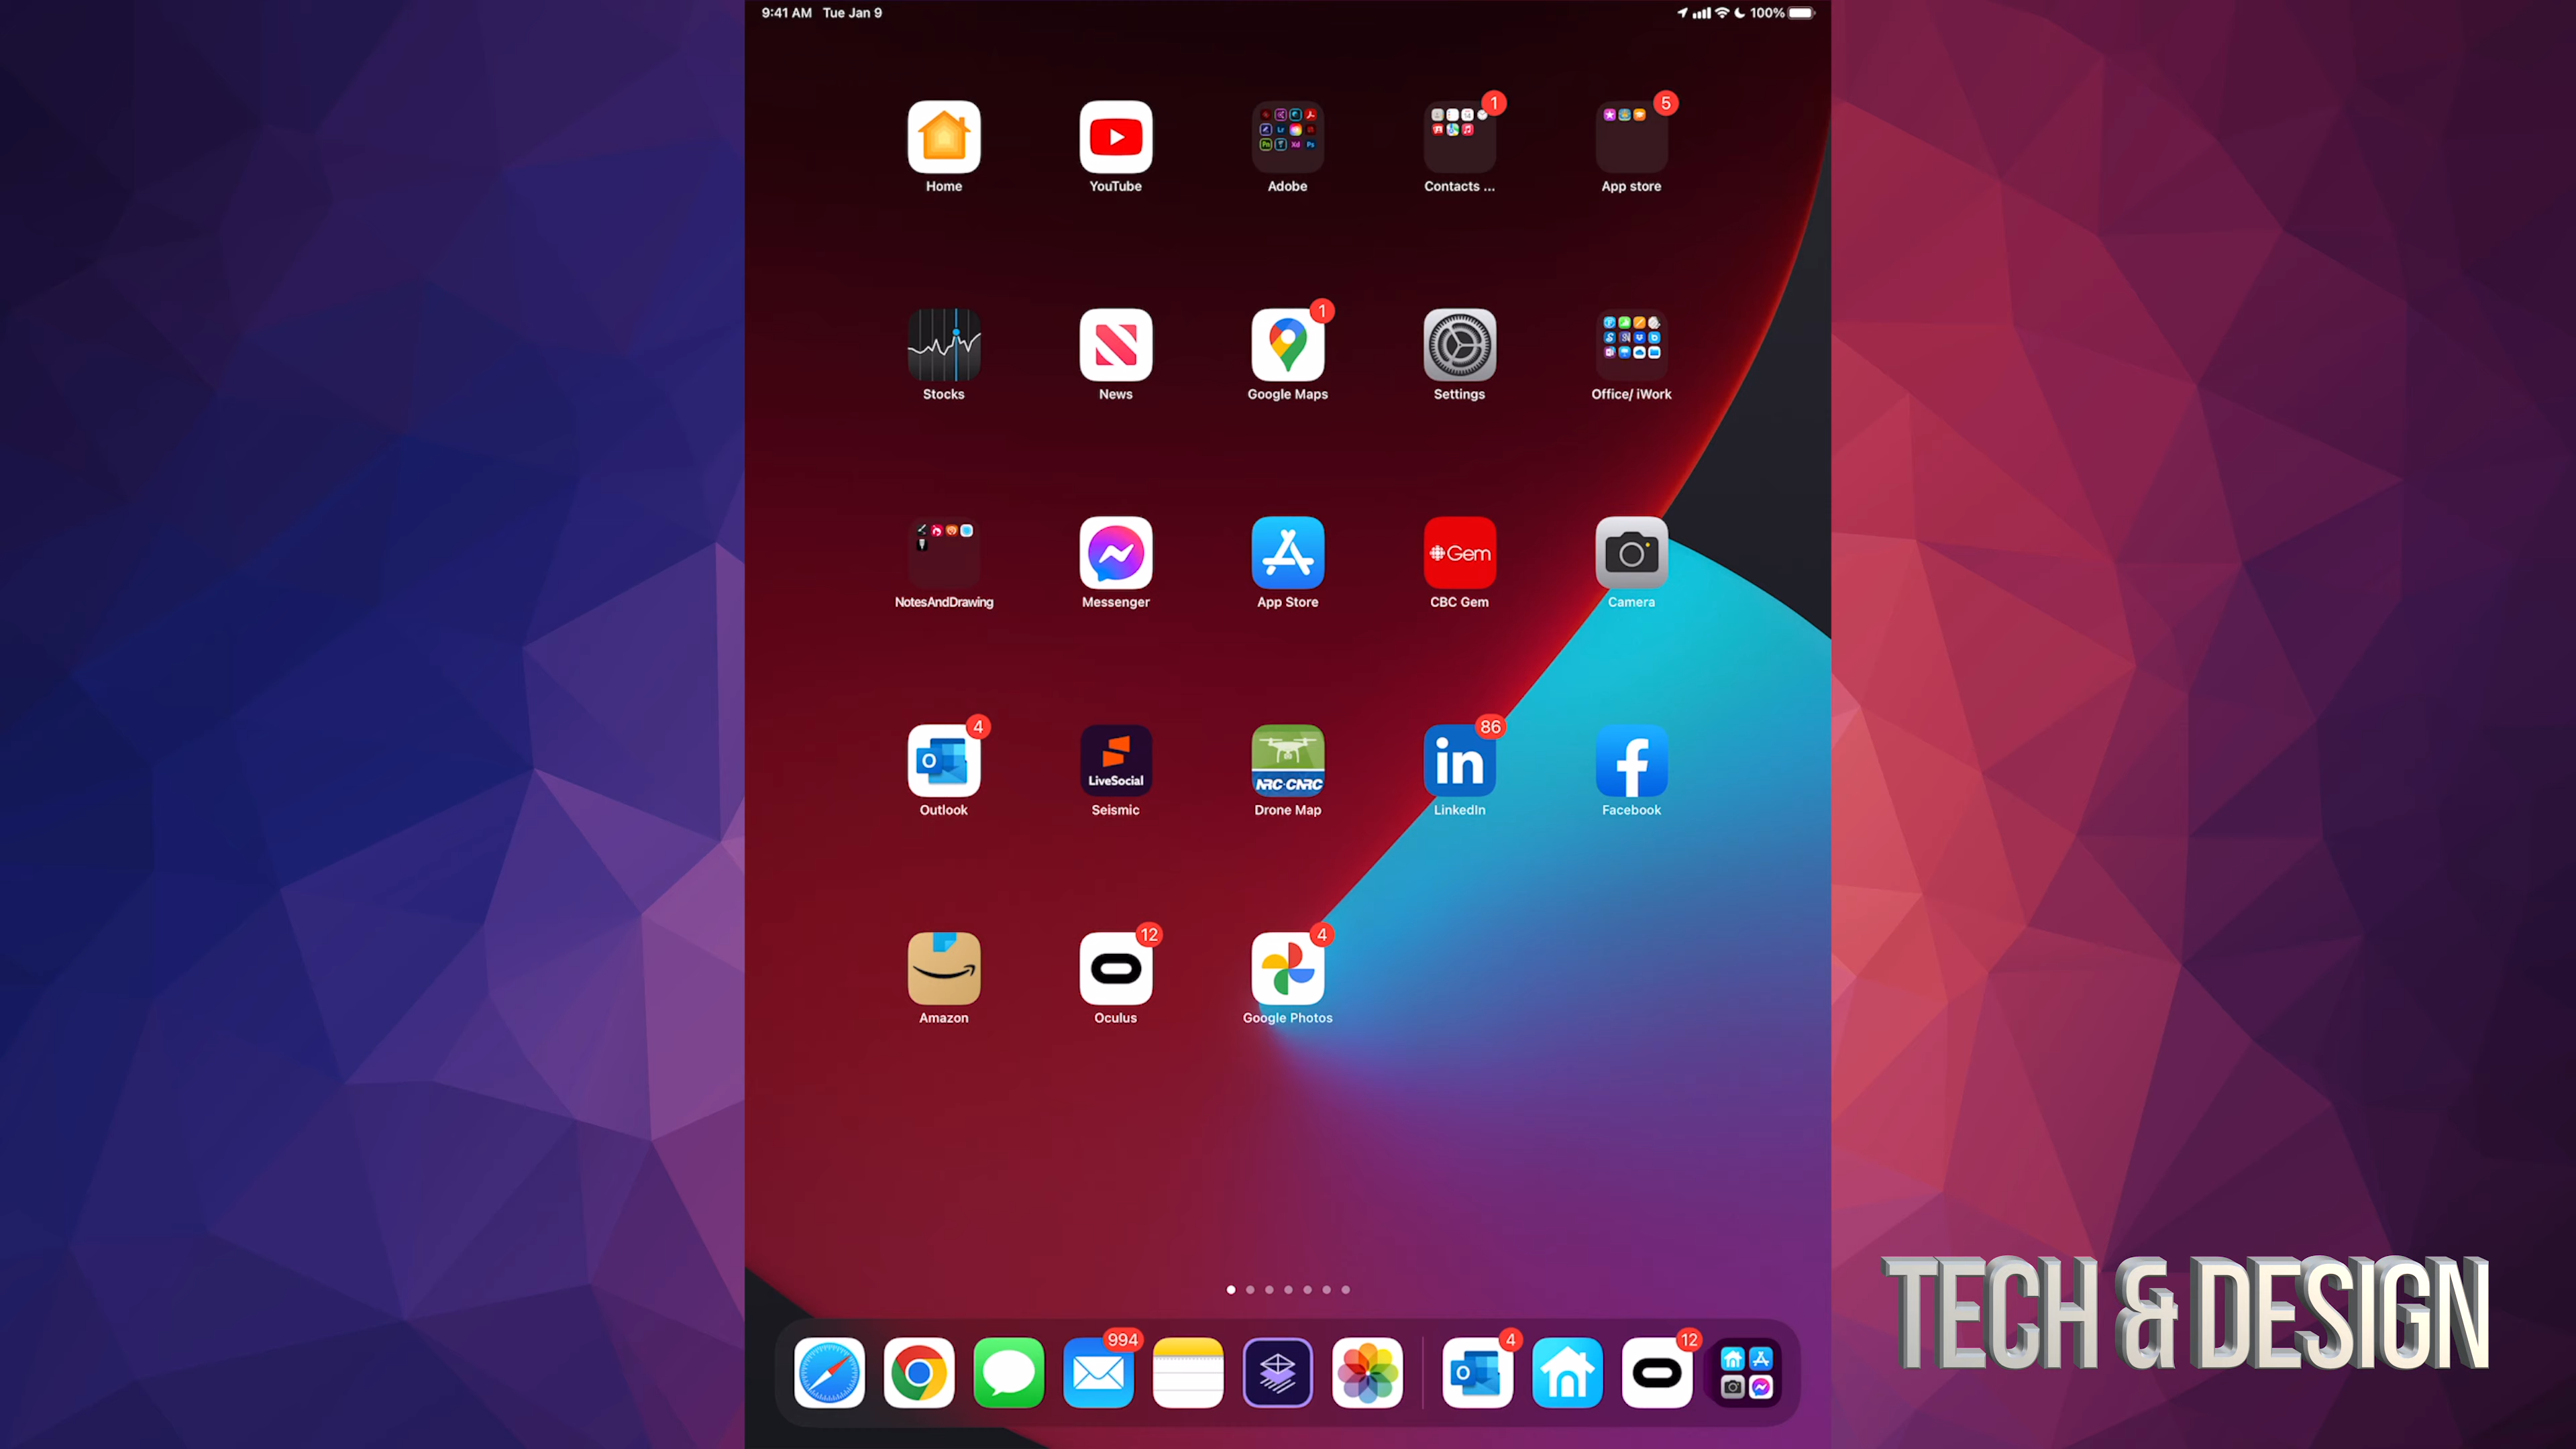 9:41 AM Tue Jan 9
100%
1
5
Home YouTube Adobe Contacts ... App store
1
Stocks News Google Maps Settings Office/ iWork
Gem
NotesAndDrawing Messenger App Store CBC Gem Camera
4
86
LiveSocial
NRC·CNRC
in
Outlook Seismic Drone Map LinkedIn Facebook
12
4
Amazon Oculus Google Photos
994
4
12
TECH & DESIGN